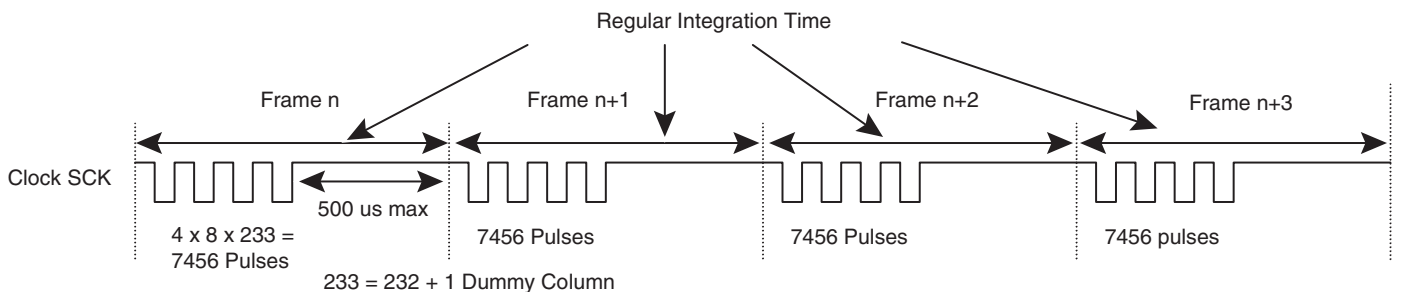 Regular Integration Time
Frame n
Frame n+1
Frame n+2
Frame n+3
Clock SCK
500 us max
4 x 8 x 233 =
7456 Pulses
7456 Pulses
7456 Pulses
7456 pulses
233 = 232 + 1 Dummy Column